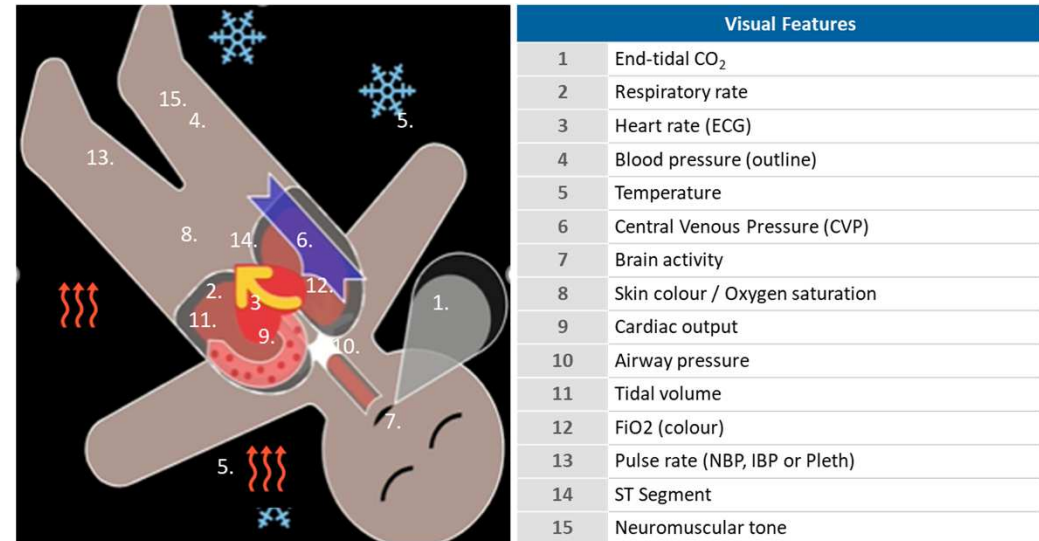 15.
4.
5.
13.
8.
14.
6.
2.
12.
3
1.
11.
9.
10.
7.
5.
Visual Features
1 End-tidal CO₂
2 Respiratory rate
3 Heart rate (ECG)
4 Blood pressure (outline)
5 Temperature
6 Central Venous Pressure (CVP)
7 Brain activity
8 Skin colour / Oxygen saturation
9 Cardiac output
10 Airway pressure
11 Tidal volume
12 FiO2 (colour)
13 Pulse rate (NBP, IBP or Pleth)
14 ST Segment
15 Neuromuscular tone